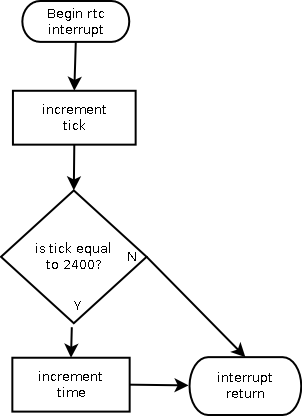 Begin rtc
interrupt
increment
tick
is tick equal
to 2400?
N
Y
increment
time
interrupt
return